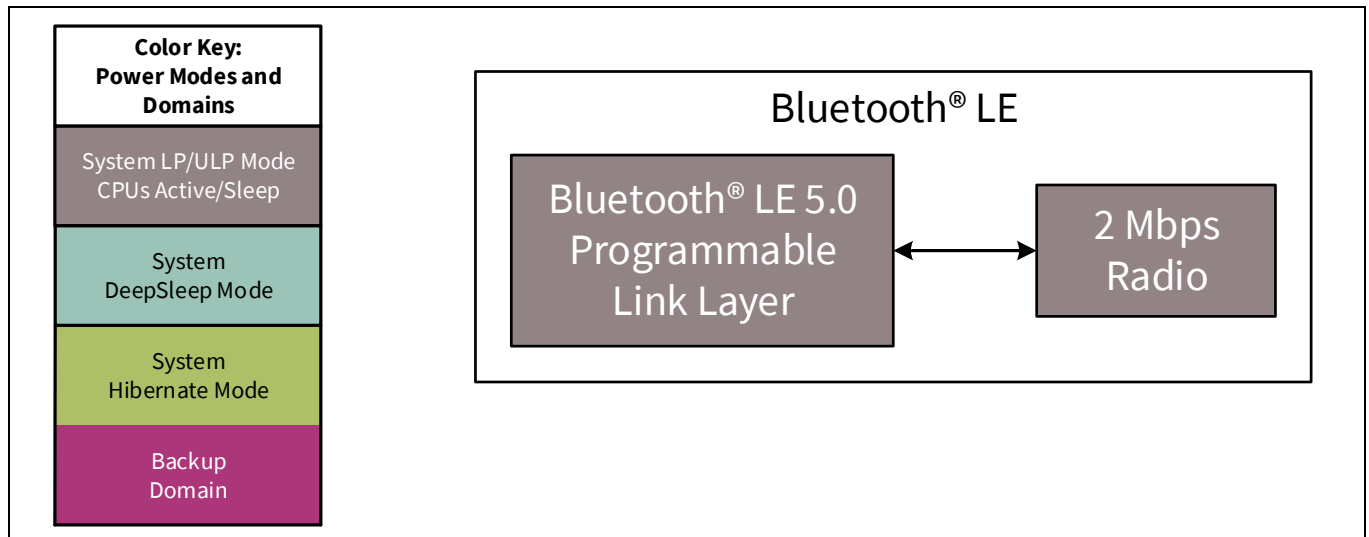 Color Key:
Power Modes and
Domains
System LP/ULP Mode
CPUs Active/Sleep
System
DeepSleep Mode
System
Hibernate Mode
Backup
Domain
Bluetooth® LE
Bluetooth® LE 5.0
Programmable
Link Layer
2 Mbps
Radio